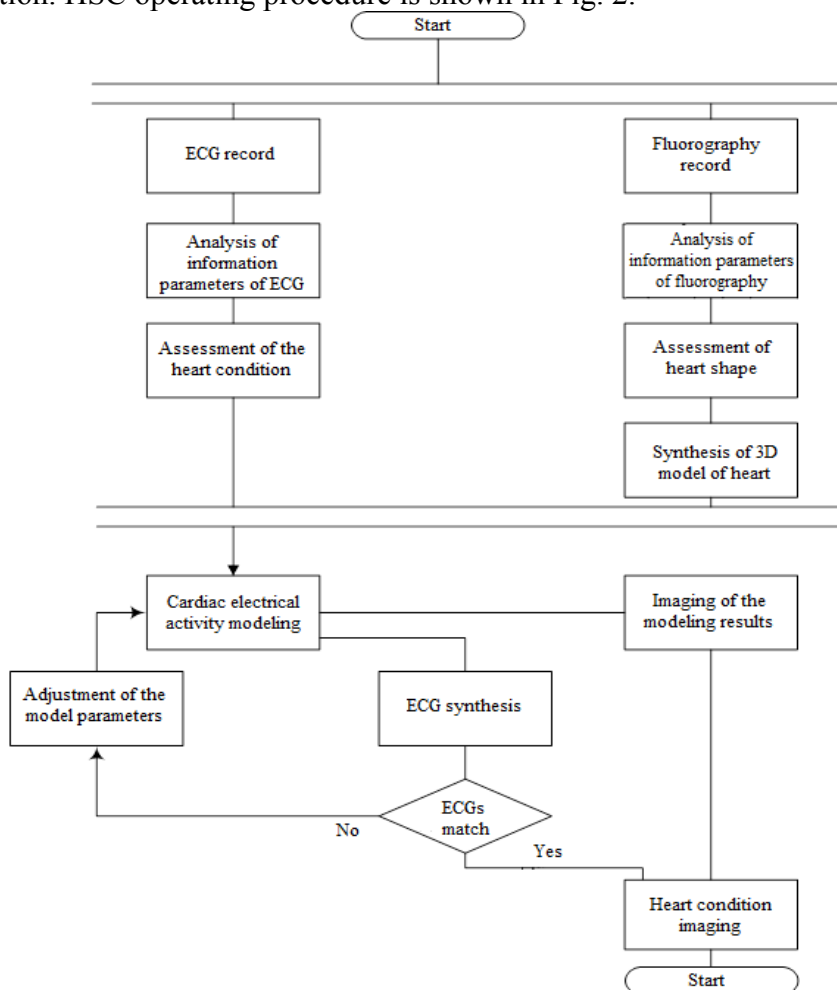 tion. HSC operating procedure is shown in Fig. 2.
Start
ECG record
Fluorography
record
Analysis of
information
parameters of ECG
Analysis of
information parameters
of fluorography
Assessment of the
heart condition
Assessment of
heart shape
Synthesis of 3D
model of heart
Cardiac electrical
activity modeling
Imaging of the
modeling results
Adjustment of the
model parameters
ECG synthesis
ECGs
match
No
Yes
Heart condition
imaging
Start